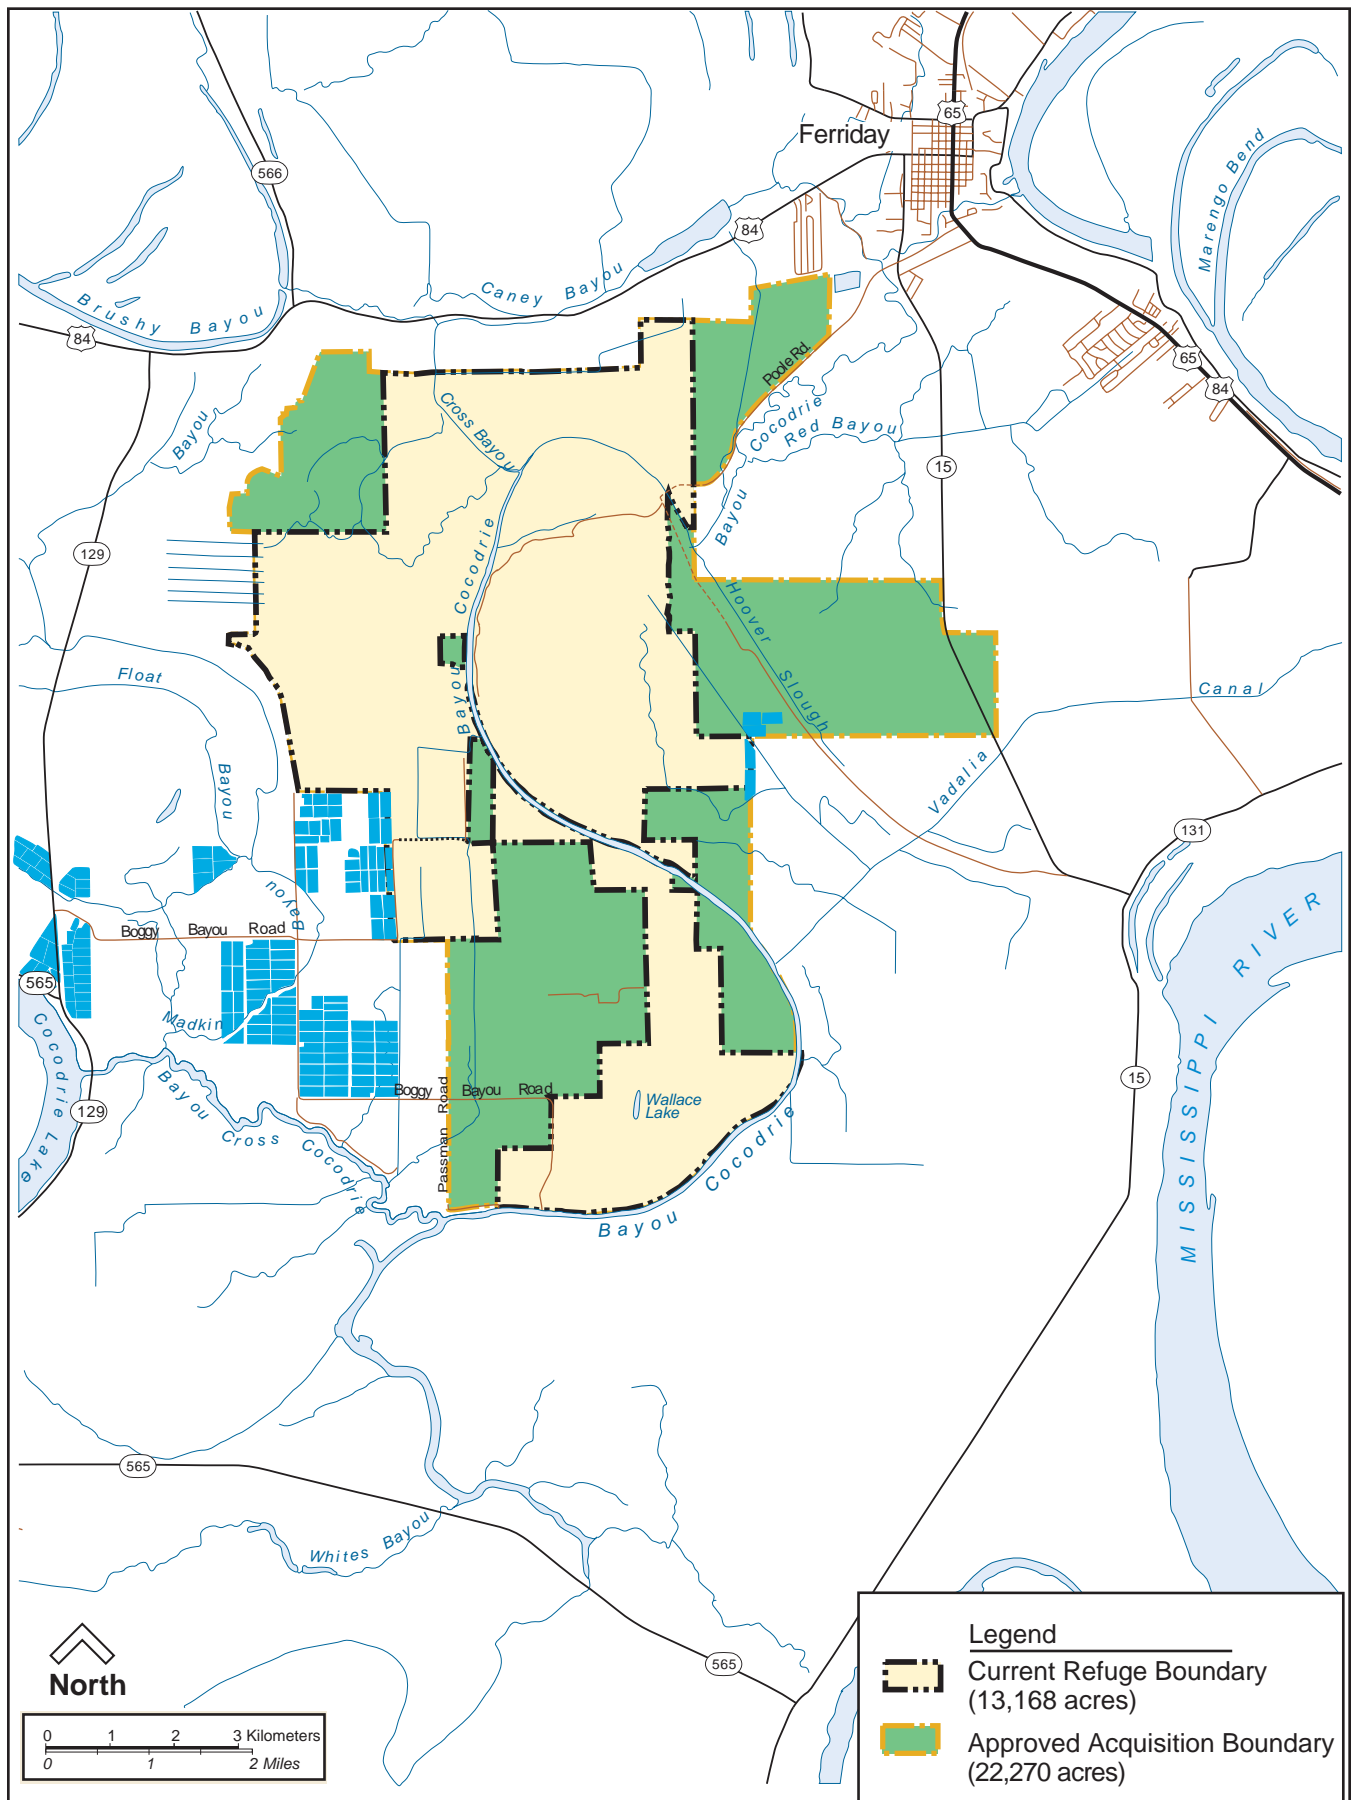 65
Ferriday
566
Marengo Bend
84
Caney Bayou
Brushy Bayou
84
65
84
Poole Rd.
Cross Bayou
Cocodrie
Red Bayou
Bayou
15
Bayou
Cocodrie
129
Hoover
Slough
Float
Bayou
Bayou
Canal
Vadalia
131
Bayou
Boggy Bayou Road
RIVER
565
Madkin
Cocodrie Lake
MISSISSIPPI
15
Boggy Bayou Road
Passman Road
Wallace
Lake
129
Bayou Cross Cocodrie
Cocodrie
Bayou
565
Whites Bayou
565
North
0 1 2 3 Kilometers
0 1 2 Miles
Legend
Current Refuge Boundary
(13,168 acres)
Approved Acquisition Boundary
(22,270 acres)